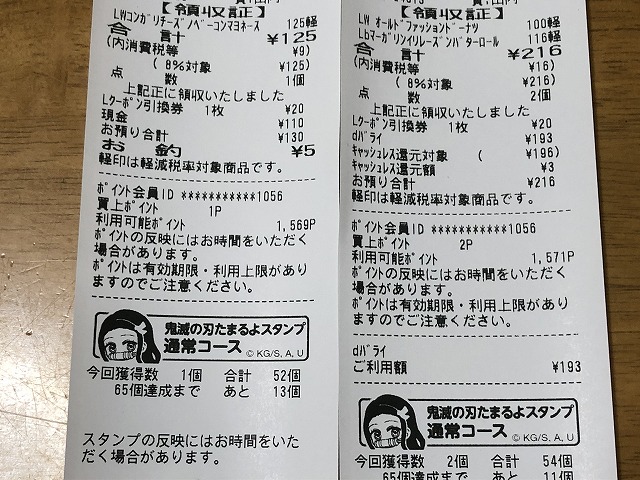 【領収証】
LWコンガリチーズノベーコンマヨネース 125軽
合 計 ¥125
(内消費税等 ¥9)
( 8%対象 ¥125)
点 数 1個
上記正に領収いたしました
Lクーポン引換券 1枚 ¥20
現金 ¥110
お預り合計 ¥130
お 釣 ¥5
軽印は軽減税率対象商品です。
ポイント会員ID ***********1056
買上ポイント 1P
利用可能ポイント 1,569P
ポイントの反映にはお時間をいただく
場合があります。
ポイントは有効期限・利用上限があり
ますのでご注意ください。
鬼滅の刃たまるよスタンプ
通常コース ©KG/S,A,U
今回獲得数 1個 合計 52個
65個達成まで あと 13個
スタンプの反映にはお時間をいた
だく場合があります。
【領収証】
LW オールドファッションドーナツ 100軽
Lbマーガリンイリレーズンバターロール 116軽
合 計 ¥216
(内消費税等 ¥16)
( 8%対象 ¥216)
点 数 2個
上記正に領収いたしました
Lクーポン引換券 1枚 ¥20
dバライ ¥193
キャッシュレス還元対象 ( ¥196)
キャッシュレス還元額 ¥3
お預り合計 ¥216
軽印は軽減税率対象商品です。
ポイント会員ID ***********1056
買上ポイント 2P
利用可能ポイント 1,571P
ポイントの反映にはお時間をいただく
場合があります。
ポイントは有効期限・利用上限があり
ますのでご注意ください。
dバライ
ご利用額 ¥193
鬼滅の刃たまるよスタンプ
通常コース ©KG/S,A,U
今回獲得数 2個 合計 54個
65個達成まで あと 11個